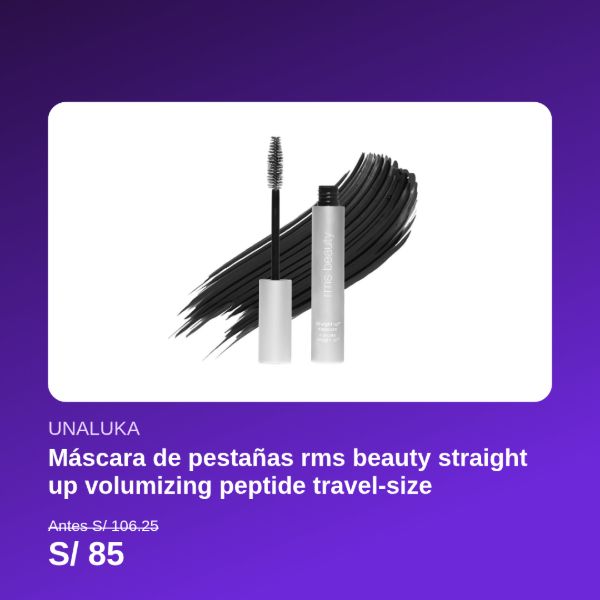 rms beauty
UNALUKA
Máscara de pestañas rms beauty straight
up volumizing peptide travel-size
Antes S/ 106.25
S/ 85